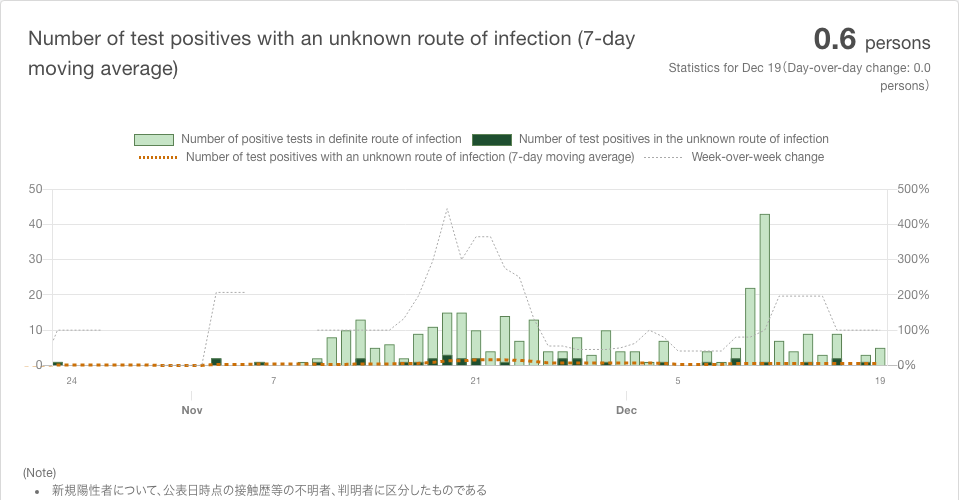 Number of test positives with an unknown route of infection (7-day
moving average)
0.6 persons
Statistics for Dec 19(Day-over-day change: 0.0
persons)
Number of positive tests in definite route of infection
Number of test positives in the unknown route of infection
Number of test positives with an unknown route of infection (7-day moving average)
Week-over-week change
50
500%
40
400%
30
300%
20
200%
10
100%
0
0%
24
7
21
5
19
Nov
Dec
(Note)
• 新規陽性者について、公表日時点の接触歴等の不明者、判明者に区分したものである